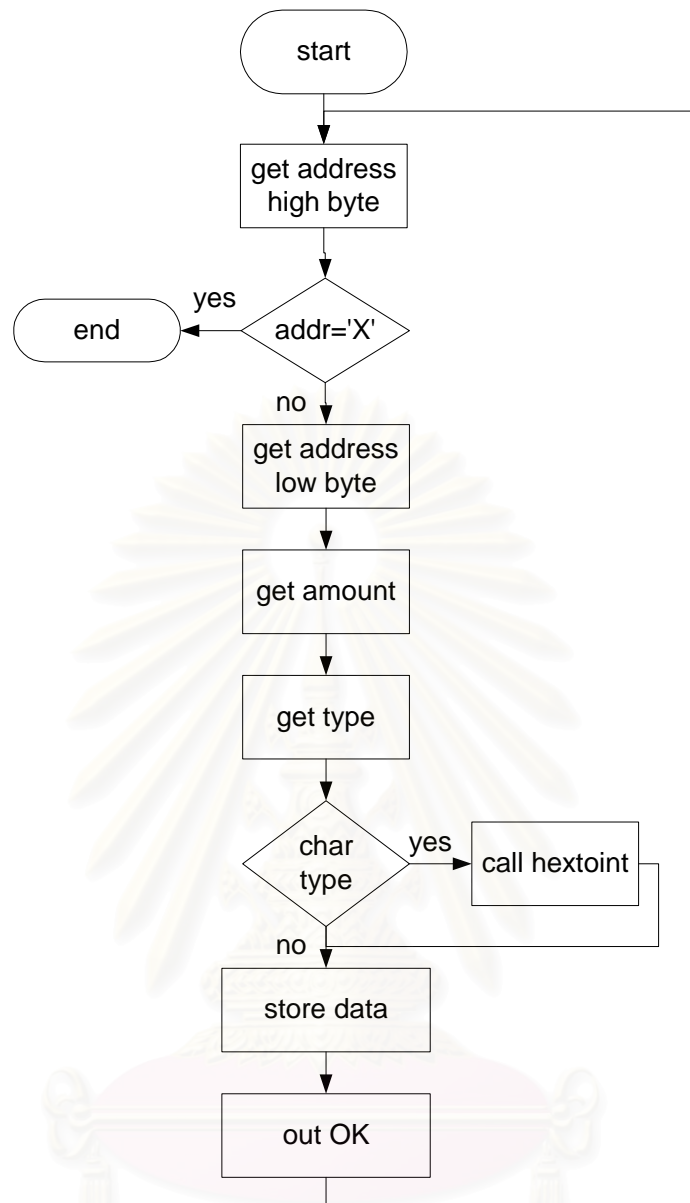 start
get address
high byte
yes
end
addr='X'
no
get address
low byte
get amount
get type
char
type
yes
call hextoint
no
store data
out OK